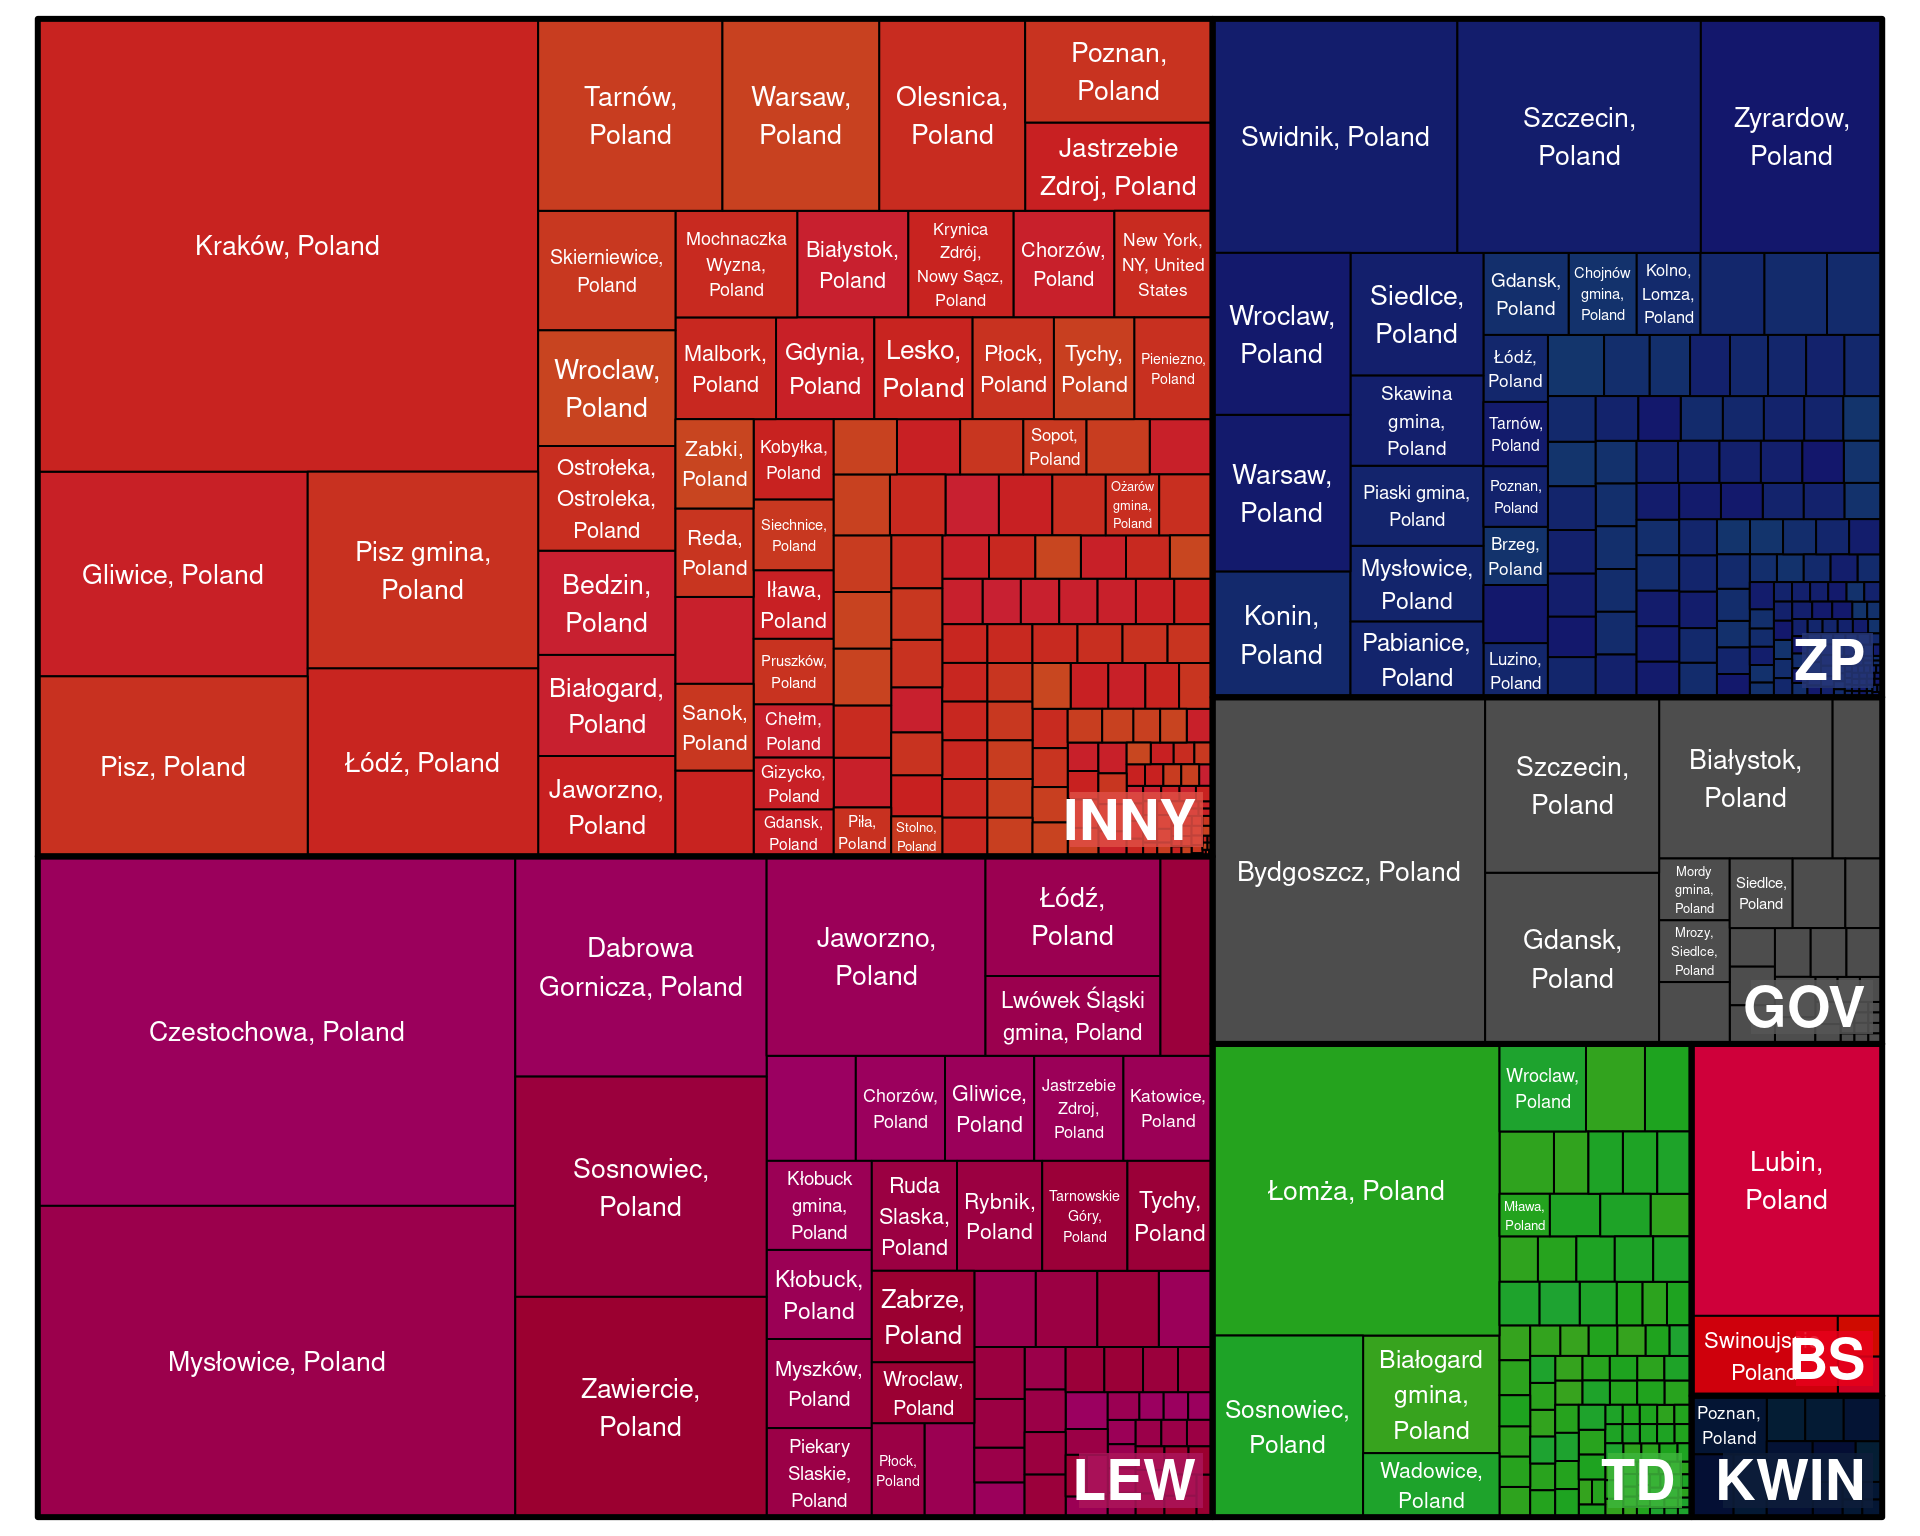 Kraków, Poland
Gliwice, Poland
Pisz gmina,
Poland
Pisz, Poland
Łódź, Poland
Tarnów,
Poland
Warsaw,
Poland
Olesnica,
Poland
Poznan,
Poland
Jastrzebie
Zdroj, Poland
Skierniewice,
Poland
Wroclaw,
Poland
Ostrołeka,
Ostroleka,
Poland
Bedzin,
Poland
Białogard,
Poland
Jaworzno,
Poland
Mochnaczka
Wyzna,
Poland
Białystok,
Poland
Krynica
Zdrój,
Nowy Sącz,
Poland
Chorzów,
Poland
New York,
NY, United
States
Malbork,
Poland
Gdynia,
Poland
Lesko,
Poland
Płock,
Poland
Tychy,
Poland
Pieniezno,
Poland
Zabki,
Poland
Reda,
Poland
Sanok,
Poland
Kobyłka,
Poland
Siechnice,
Poland
Iława,
Poland
Pruszków,
Poland
Chełm,
Poland
Gizycko,
Poland
Gdansk,
Poland
Sopot,
Poland
Ożarów
gmina,
Poland
Piła,
Poland
Stolno,
Poland
INNY
Swidnik, Poland
Szczecin,
Poland
Zyrardow,
Poland
Wroclaw,
Poland
Warsaw,
Poland
Konin,
Poland
Siedlce,
Poland
Skawina
gmina,
Poland
Piaski gmina,
Poland
Mysłowice,
Poland
Pabianice,
Poland
Gdansk,
Poland
Chojnów
gmina,
Poland
Kolno,
Lomza,
Poland
Łódź,
Poland
Tarnów,
Poland
Poznan,
Poland
Brzeg,
Poland
Luzino,
Poland
ZP
Bydgoszcz, Poland
Szczecin,
Poland
Gdansk,
Poland
Białystok,
Poland
Mordy
gmina,
Poland
Siedlce,
Poland
Mrozy,
Siedlce,
Poland
GOV
Czestochowa, Poland
Mysłowice, Poland
Dabrowa
Gornicza, Poland
Sosnowiec,
Poland
Zawiercie,
Poland
Jaworzno,
Poland
Łódź,
Poland
Lwówek Śląski
gmina, Poland
Chorzów,
Poland
Gliwice,
Poland
Jastrzebie
Zdroj,
Poland
Katowice,
Poland
Kłobuck
gmina,
Poland
Kłobuck,
Poland
Myszków,
Poland
Piekary
Slaskie,
Poland
Ruda
Slaska,
Poland
Rybnik,
Poland
Tarnowskie
Góry,
Poland
Tychy,
Poland
Zabrze,
Poland
Wroclaw,
Poland
Płock,
Poland
LEW
Łomża, Poland
Sosnowiec,
Poland
Białogard
gmina,
Poland
Wadowice,
Poland
Wroclaw,
Poland
Mława,
Poland
TD
Lubin,
Poland
Poland
BS
Poznan,
Poland
KWIN